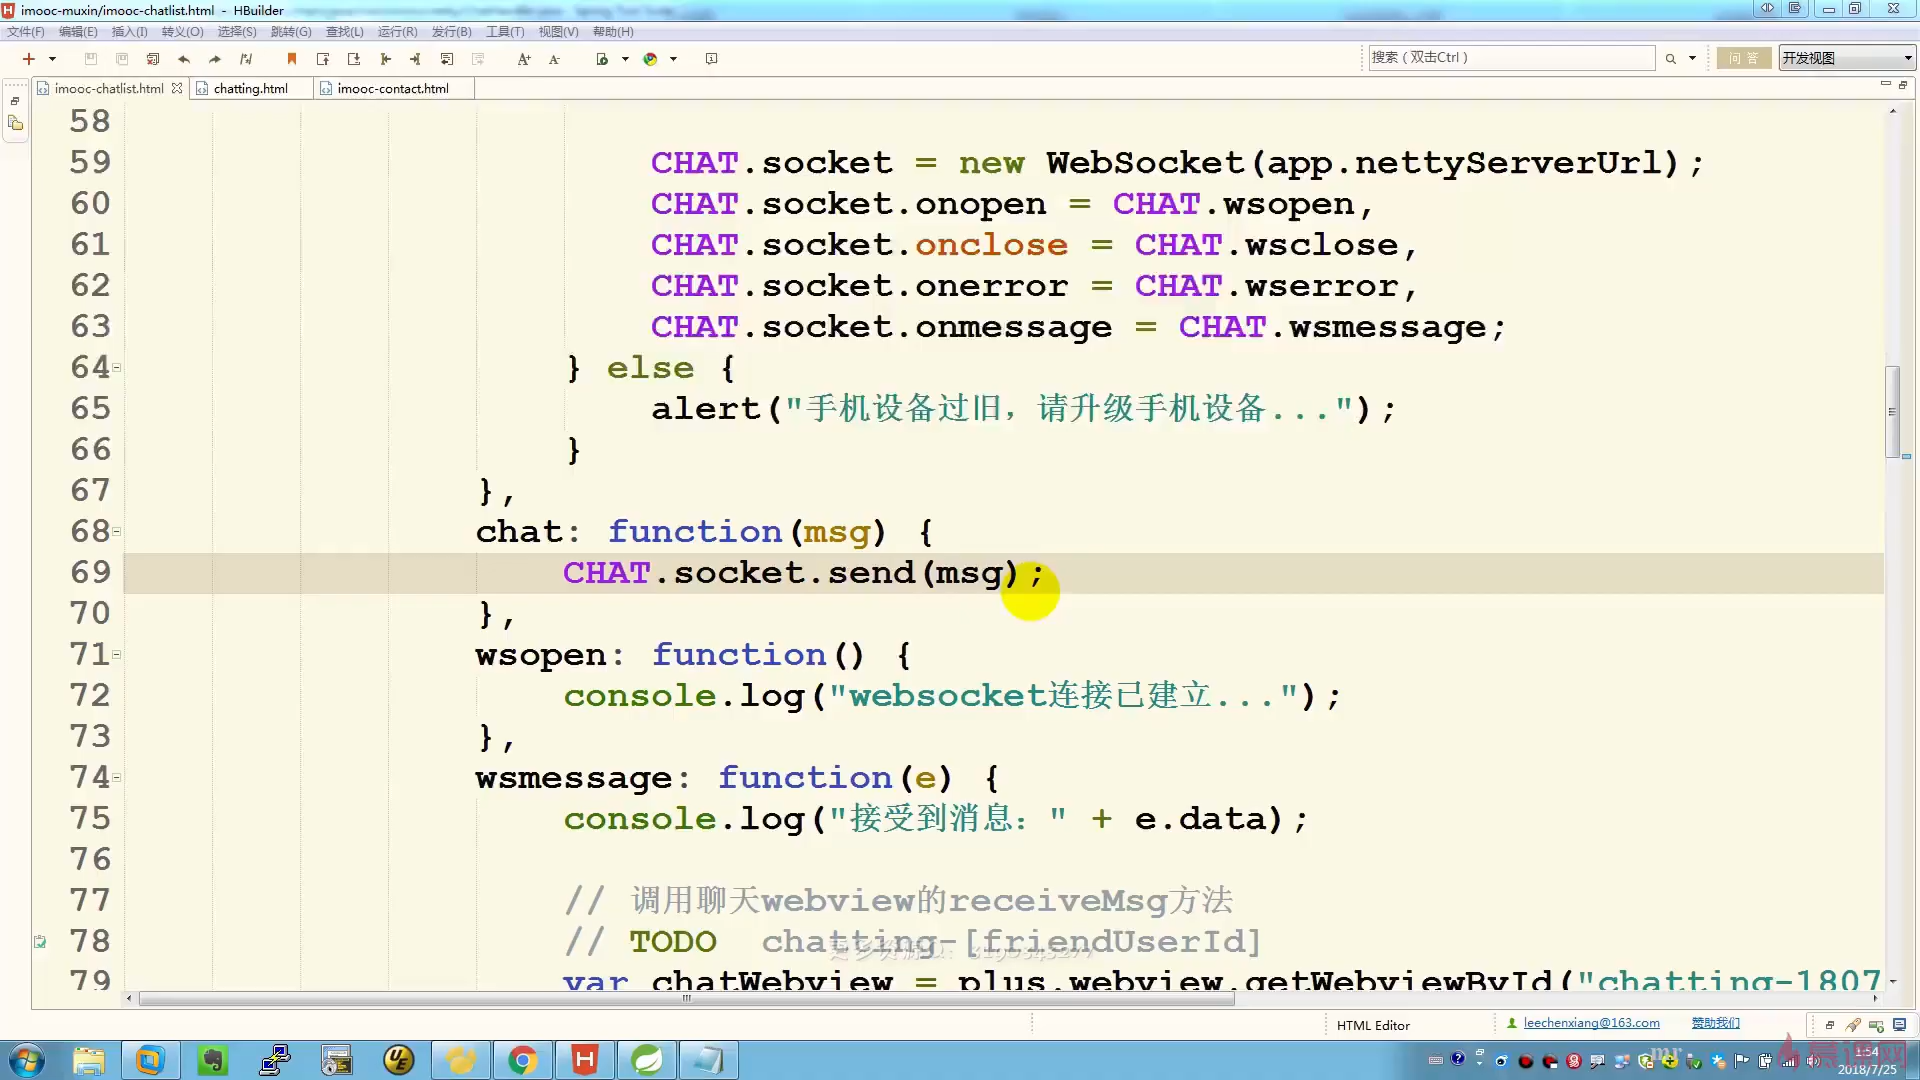 imooc-muxin/imooc-chatlist.html - HBuilder
文件(F) 编辑(E) 插入(I) 转义(O) 选择(S) 跳转(G) 查找(L) 运行(R) 发行(B) 工具(T) 视图(V) 帮助(H)
搜索（双击Ctrl） 问答 开发视图
imooc-chatlist.html chatting.html imooc-contact.html
58
59 CHAT.socket = new WebSocket(app.nettyServerUrl);
60 CHAT.socket.onopen = CHAT.wsopen,
61 CHAT.socket.onclose = CHAT.wsclose,
62 CHAT.socket.onerror = CHAT.wserror,
63 CHAT.socket.onmessage = CHAT.wsmessage;
64 } else {
65 alert("手机设备过旧，请升级手机设备...");
66 }
67 },
68 chat: function(msg) {
69 CHAT.socket.send(msg);
70 },
71 wsopen: function() {
72 console.log("websocket连接已建立...");
73 },
74 wsmessage: function(e) {
75 console.log("接受到消息：" + e.data);
76
77 // 调用聊天webview的receiveMsg方法
78 // TODO chatting-[friendUserId]
79 var chatWebview = plus.webview.getWebviewById("chatting-1807
HTML Editor leechenxiang@163.com 赞助我们
1:54
2018/7/25
慕课网